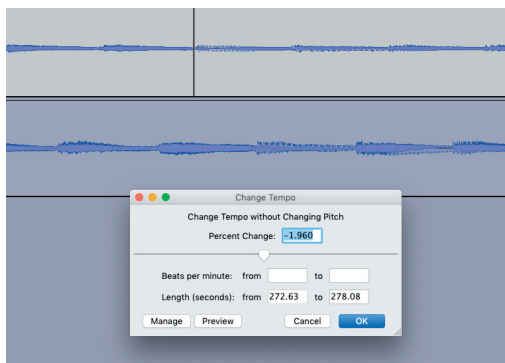 Change Tempo
Change Tempo without Changing Pitch
Percent Change: -1.960
Beats per minute: from to
Length (seconds): from 272.63 to 278.08
Manage Preview Cancel OK